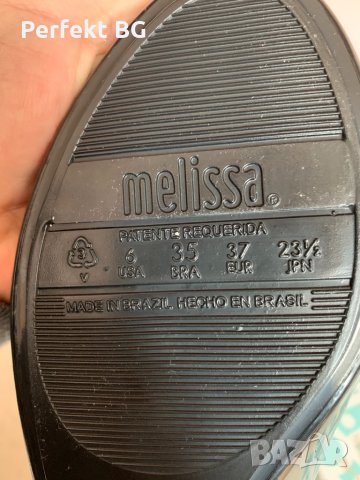 Perfekt BG
melissa®
PATENTE REQUERIDA
3 6 35 37 23½
V USA BRA EUR JPN
MADE IN BRAZIL. HECHO EN BRASIL.
BAZAR